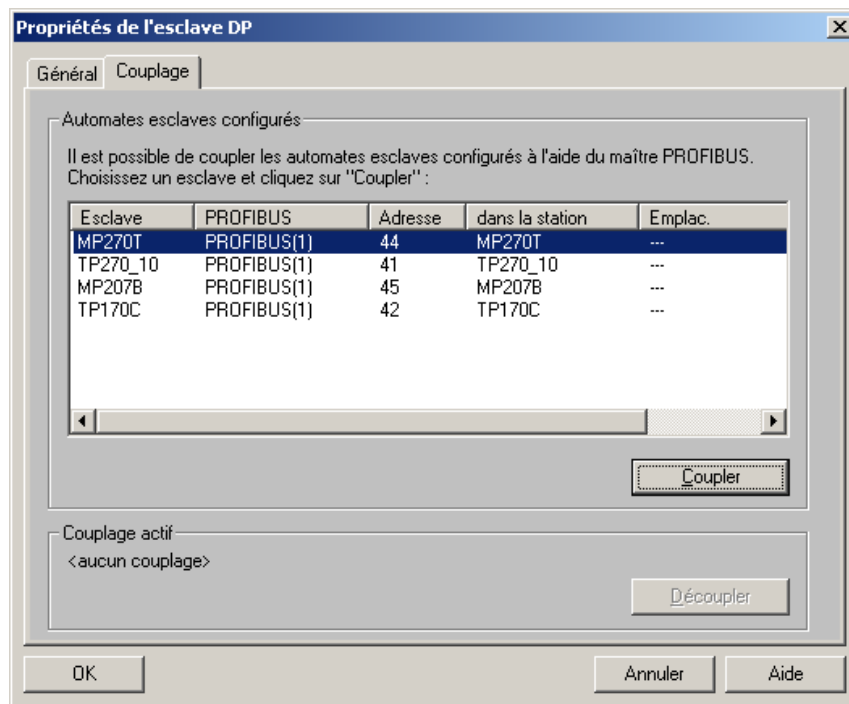 Propriétés de l'esclave DP
Général Couplage
Automates esclaves configurés
Il est possible de coupler les automates esclaves configurés à l'aide du maître PROFIBUS.
Choisissez un esclave et cliquez sur "Coupler" :
Esclave PROFIBUS Adresse dans la station Emplac.
MP270T PROFIBUS(1) 44 MP270T ---
TP270_10 PROFIBUS(1) 41 TP270_10 ---
MP207B PROFIBUS(1) 45 MP207B ---
TP170C PROFIBUS(1) 42 TP170C ---
Coupler
Couplage actif
<aucun couplage>
Découpler
OK Annuler Aide